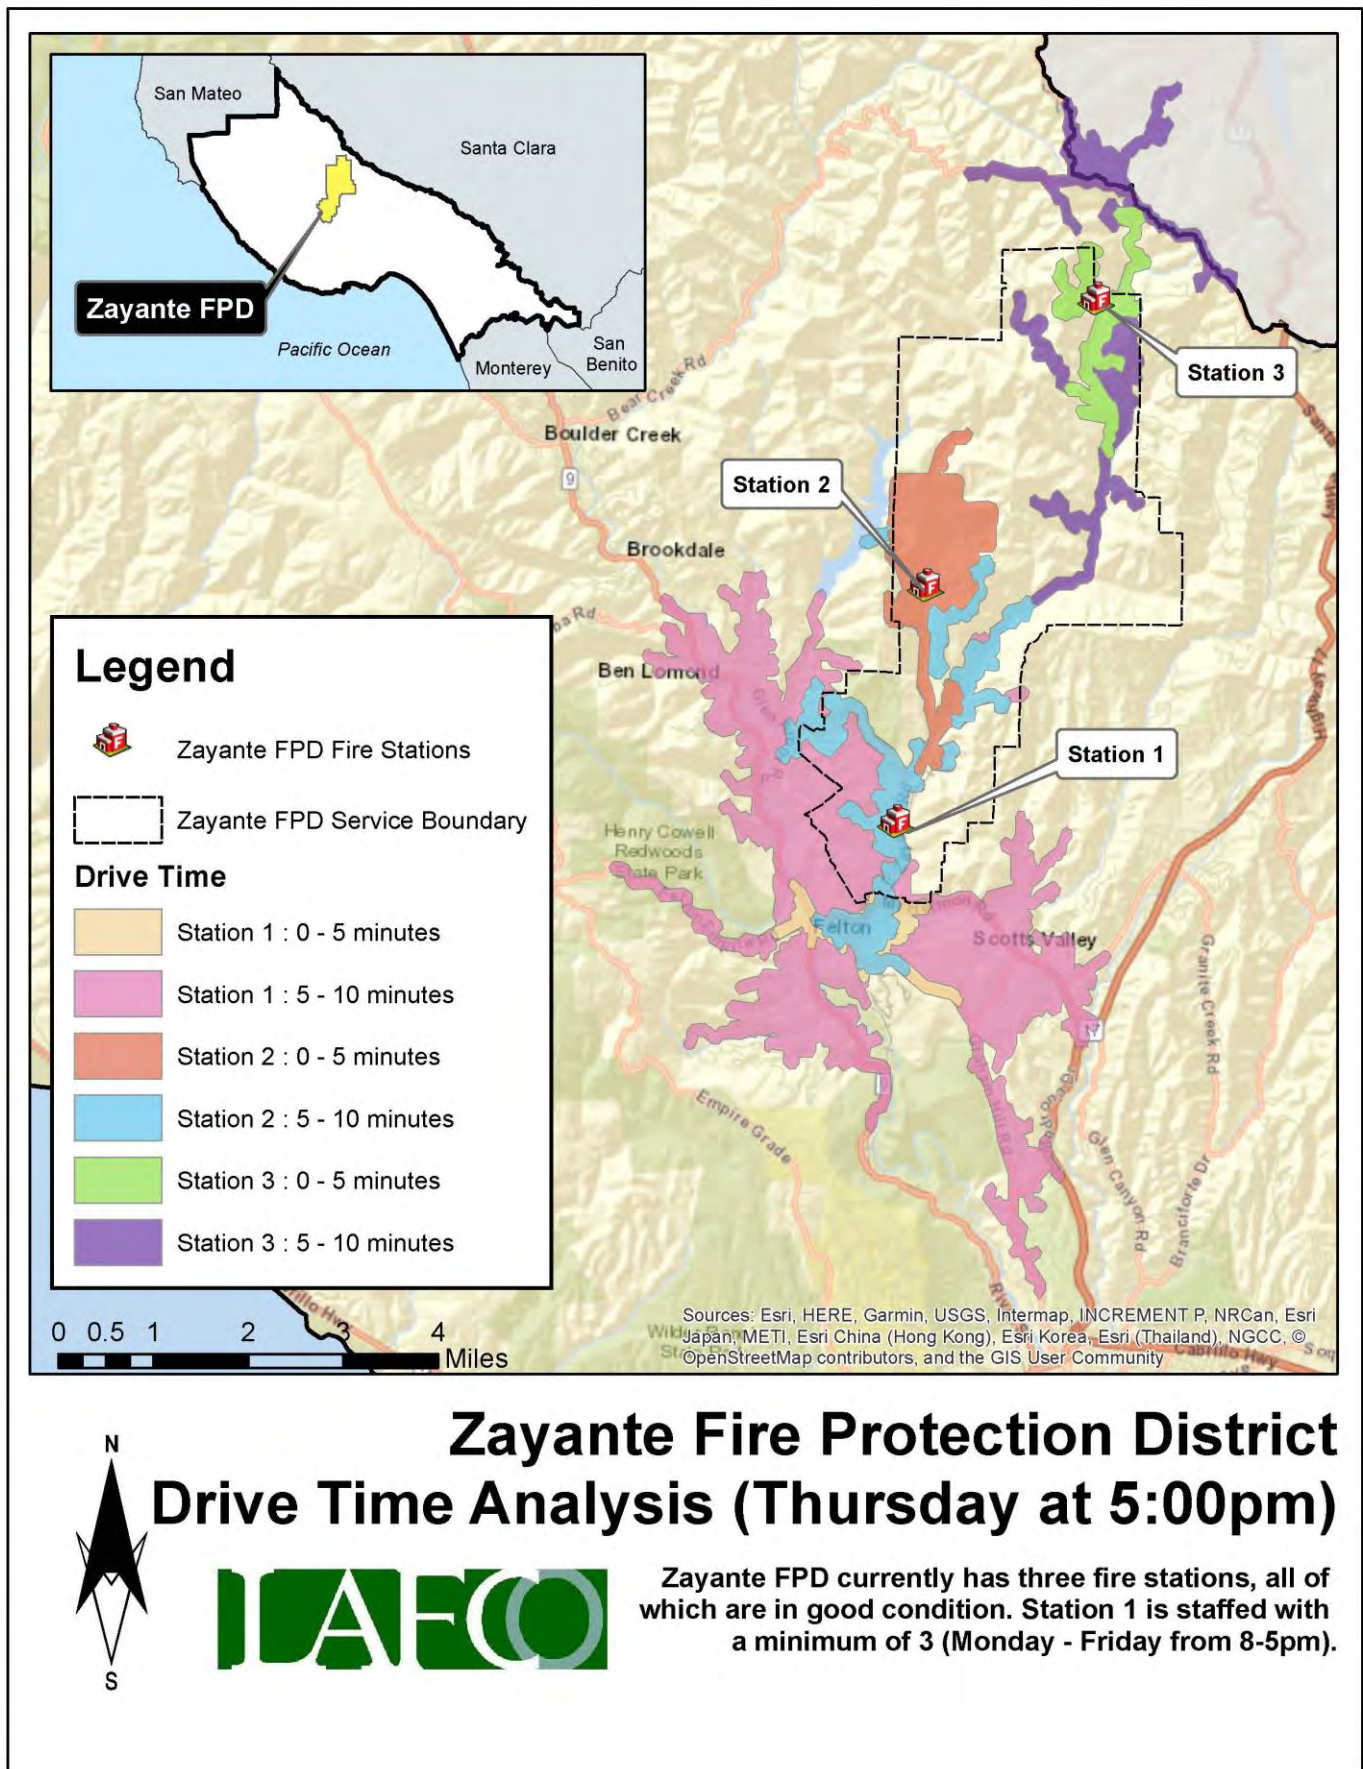 San Mateo
Santa Clara
Zayante FPD
Pacific Ocean
San
Benito
Monterey
Station 3
Bear Creek Rd
Boulder Creek
9
Station 2
Brookdale
Ben Lomond
Station 1
Henry Cowell
Redwoods
State Park
Felton
Scotts Valley
Highway 17
Granite Creek Rd
17
Graham Hill Rd
Empire Grade
Glen Canyon Rd
Branciforte Dr
Legend
Zayante FPD Fire Stations
Zayante FPD Service Boundary
Drive Time
Station 1 : 0 - 5 minutes
Station 1 : 5 - 10 minutes
Station 2 : 0 - 5 minutes
Station 2 : 5 - 10 minutes
Station 3 : 0 - 5 minutes
Station 3 : 5 - 10 minutes
0 0.5 1 2 3 4
Miles
Sources: Esri, HERE, Garmin, USGS, Intermap, INCREMENT P, NRCan, Esri
Japan, METI, Esri China (Hong Kong), Esri Korea, Esri (Thailand), NGCC, ©
OpenStreetMap contributors, and the GIS User Community
Cabrillo Hwy
Zayante Fire Protection District
Drive Time Analysis (Thursday at 5:00pm)
N
S
LAFCO
Zayante FPD currently has three fire stations, all of
which are in good condition. Station 1 is staffed with
a minimum of 3 (Monday - Friday from 8-5pm).